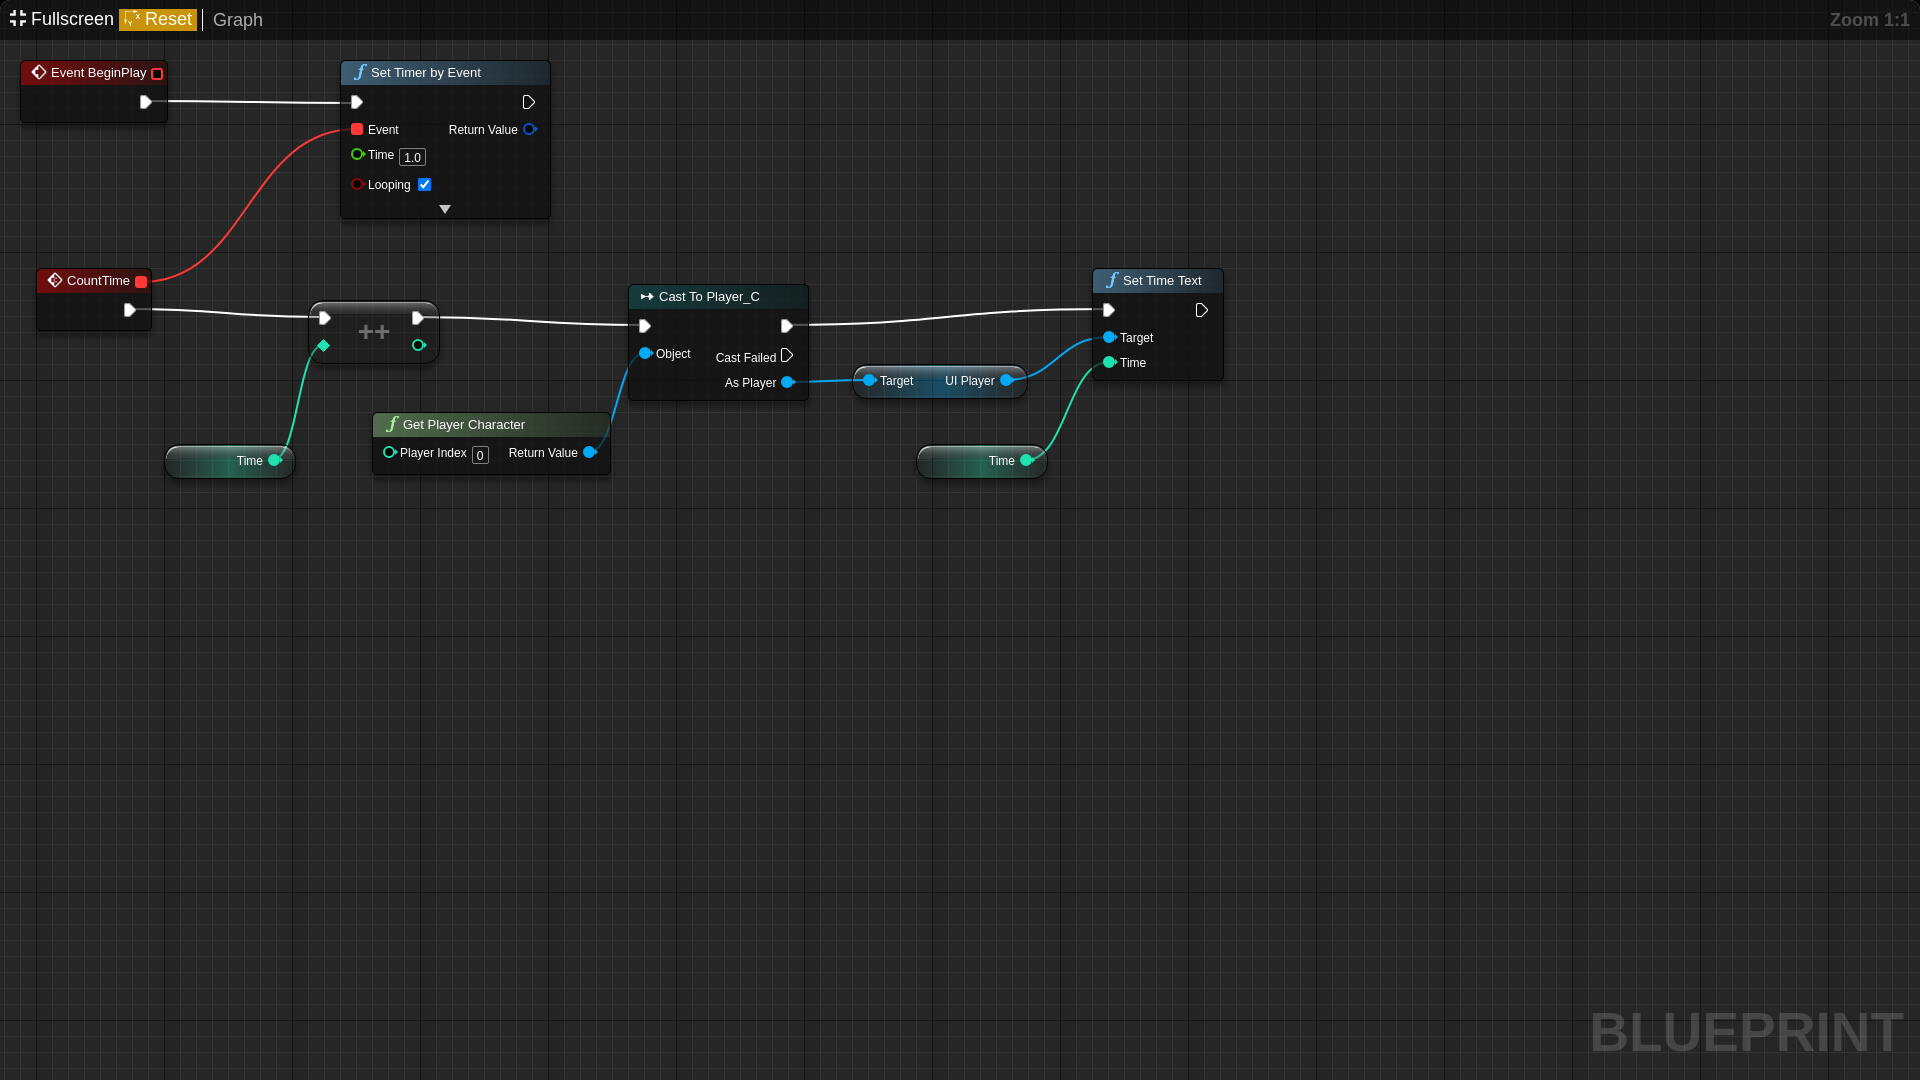 Fullscreen Reset Graph Zoom 1:1
Event BeginPlay
Set Timer by Event
Event Return Value
Time 1.0
Looping
CountTime
++
Cast To Player_C
Object Cast Failed
As Player
Target UI Player
Set Time Text
Target
Time
Get Player Character
Player Index 0 Return Value
Time
Time
BLUEPRINT